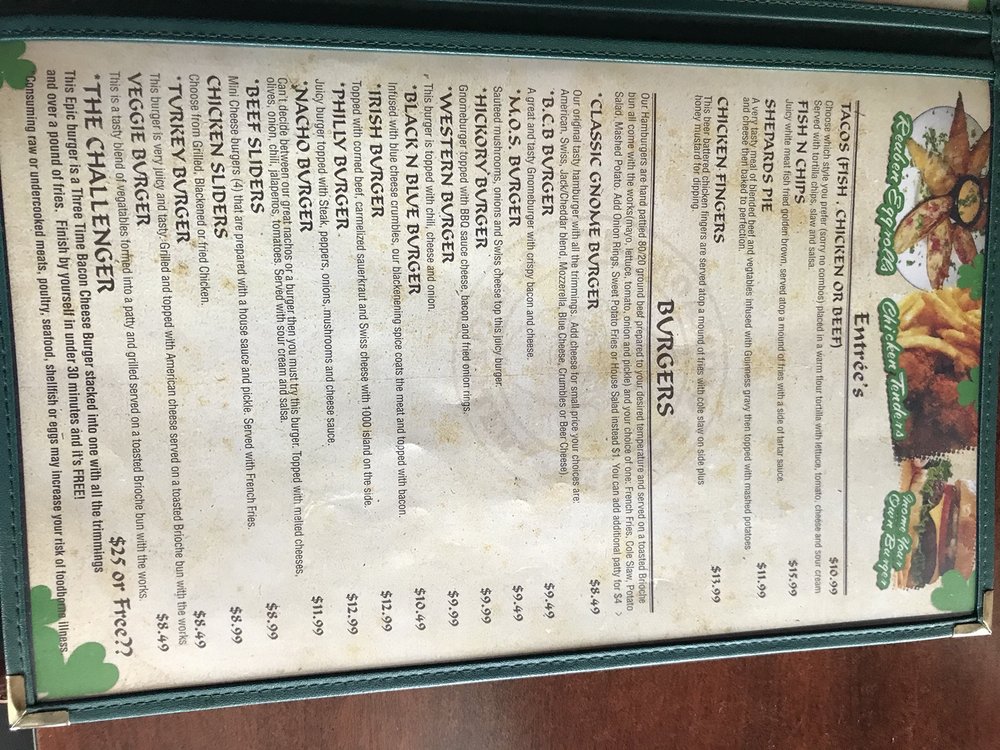 Reuben Eggrolls
Chicken Tenders
Gnome Your
Own Burger
Entrée's
TACOS (FISH , CHICKEN OR BEEF) $10.99
Choose which style you prefer (sorry no combos) placed in a warm flour tortilla with lettuce, tomato, cheese and sour cream
Served with tortilla chips, slaw and salsa.
FISH N CHIPS $15.99
Juicy white meat fish fried golden brown, served atop a mound of fries with a side of tartar sauce.
SHEPARDS PIE $11.99
A very tasty meld of blended beef and vegtables infused with Guinness gravy then topped with mashed potatoes
and cheese then baked to perfection.
CHICKEN FINGERS $13.99
This beer battered chicken fingers are served atop a mound of fries with cole slaw on side plus
honey mustard for dipping.
BURGERS
Our Hamburgers are hand patted 80/20 ground beef prepared to your desired temperature and served on a toasted Brioche
bun all come with the works(mayo, lettuce, tomato, onion and pickle) and your choice of one: French Fries, Cole Slaw, Potato
Salad, Mashed Potato. Add Onion Rings, Sweet Potato Fries or House Salad instead $1. You can add additional patty for $4
*CLASSIC GNOME BURGER $8.49
Our original tasty hamburger with all the trimmings. Add cheese for small price your choices are:
American, Swiss, Jack/Chedar blend, Mozzerella, Blue Cheese, Crumbles or Beer Cheese)
*B.C.B BURGER $9.49
A great and tasty Gnomeburger with crispy bacon and cheese.
*M.O.S. BURGER $9.49
Sauteed mushrooms, onions and Swiss cheese top this juicy burger
*HICKORY BURGER $9.99
Gnomeburger topped with BBQ sauce cheese, bacon and fried onion rings.
*WESTERN BURGER $9.99
This burger is topped with chili, cheese and onion.
*BLACK N BLUE BURGER $10.49
Infused with blue cheese crumbles, our blackenening spice coats the meat and topped with bacon.
*IRISH BURGER $12.99
Topped with corned beef, carmelized sauerkraut and Swiss cheese with 1000 island on the side.
*PHILLY BURGER $12.99
Juicy burger topped with Steak, peppers, onions, mushrooms and cheese sauce.
*NACHO BURGER $11.99
Can't decide between our great nachos or a burger then you must try this burger. Topped with melted cheeses,
olives, onion, chili, jalapenos, tomatoes. Served with sour cream and salsa.
*BEEF SLIDERS $8.99
Mini Cheese burgers (4) that are prepared with a house sauce and pickle. Served with French Fries.
CHICKEN SLIDERS $8.99
Choose from Grilled, Blackened or fried Chicken.
*TURKEY BURGER $8.49
This burger is very juicy and tasty-Grilled and topped with American cheese served on a toasted Brioche bun with the works
VEGGIE BURGER $8.49
This is a tasty blend of vegetables formed into a patty and grilled served on a toasted Brioche bun with the works.
*THE CHALLENGER $25 or Free??
This Epic burger is a Three Time Bacon Cheese Burger stacked into one with all the trimmings
and over a pound of fries . Finish by yourself in under 30 minutes and it's FREE!
Consuming raw or undercooked meats, poultry, seafood, shellfish or eggs may increase your risk of foodborne illness